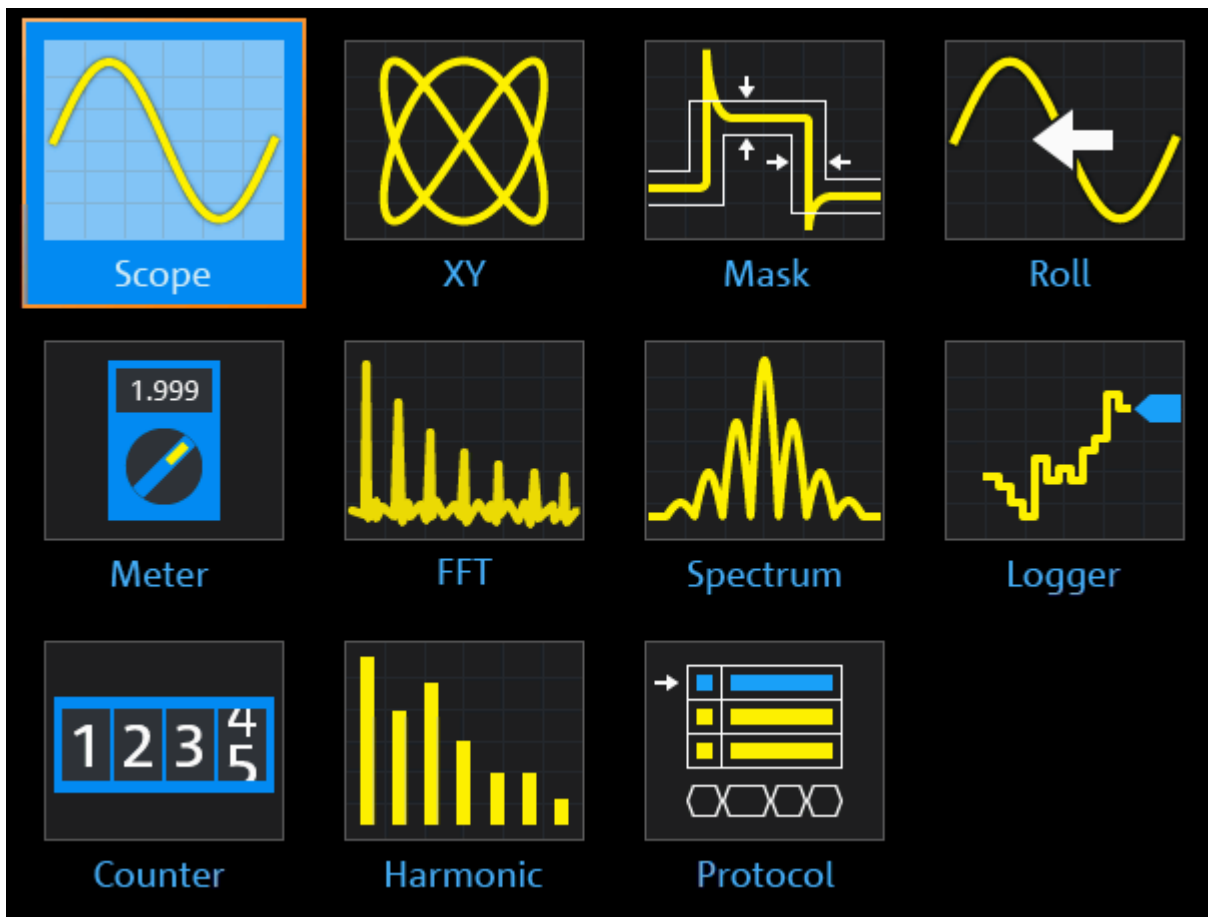 Scope XY Mask Roll
1.999
Meter FFT Spectrum Logger
1 2 3 4
5
Counter Harmonic Protocol